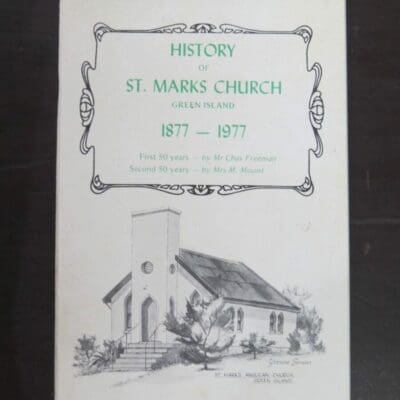 HISTORY
OF
ST. MARKS CHURCH
GREEN ISLAND
1877 — 1977
First 50 years — by Mr Chas Freeman
Second 50 years — by Mrs M. Mount
ST. MARKS ANGLICAN CHURCH,
GREEN ISLAND.